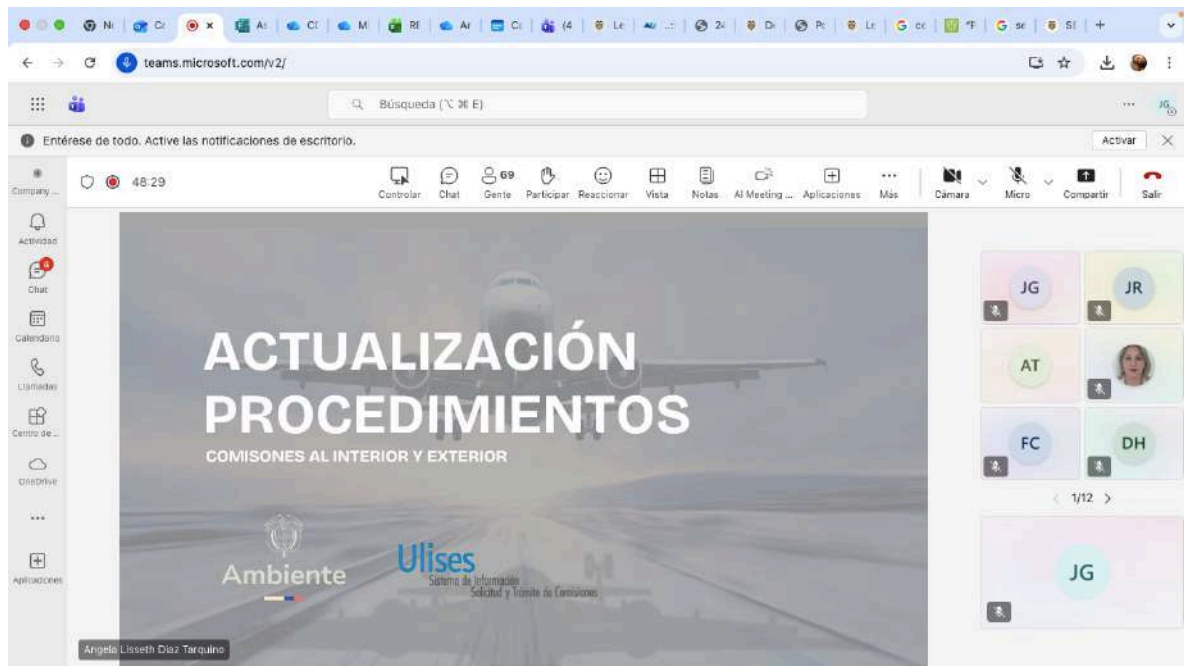 teams.microsoft.com/v2/
Búsqueda (⌥ ⌘ E)
JG
Entérese de todo. Active las notificaciones de escritorio.
Activar
Company ...
48:29
Controlar
Chat
69
Gente
Participar
Reaccionar
Vista
Notas
AI Meeting ...
Aplicaciones
Más
Cámara
Micro
Compartir
Salir
Actividad
Chat
Calendario
Llamadas
Centro de ...
OneDrive
Aplicaciones
ACTUALIZACIÓN
PROCEDIMIENTOS
COMISONES AL INTERIOR Y EXTERIOR
Ambiente
Ulises
Sistema de Información
Solicitud y Trámite de Comisiones
Angela Lisseth Diaz Tarquino
JG
JR
AT
FC
DH
1/12
JG